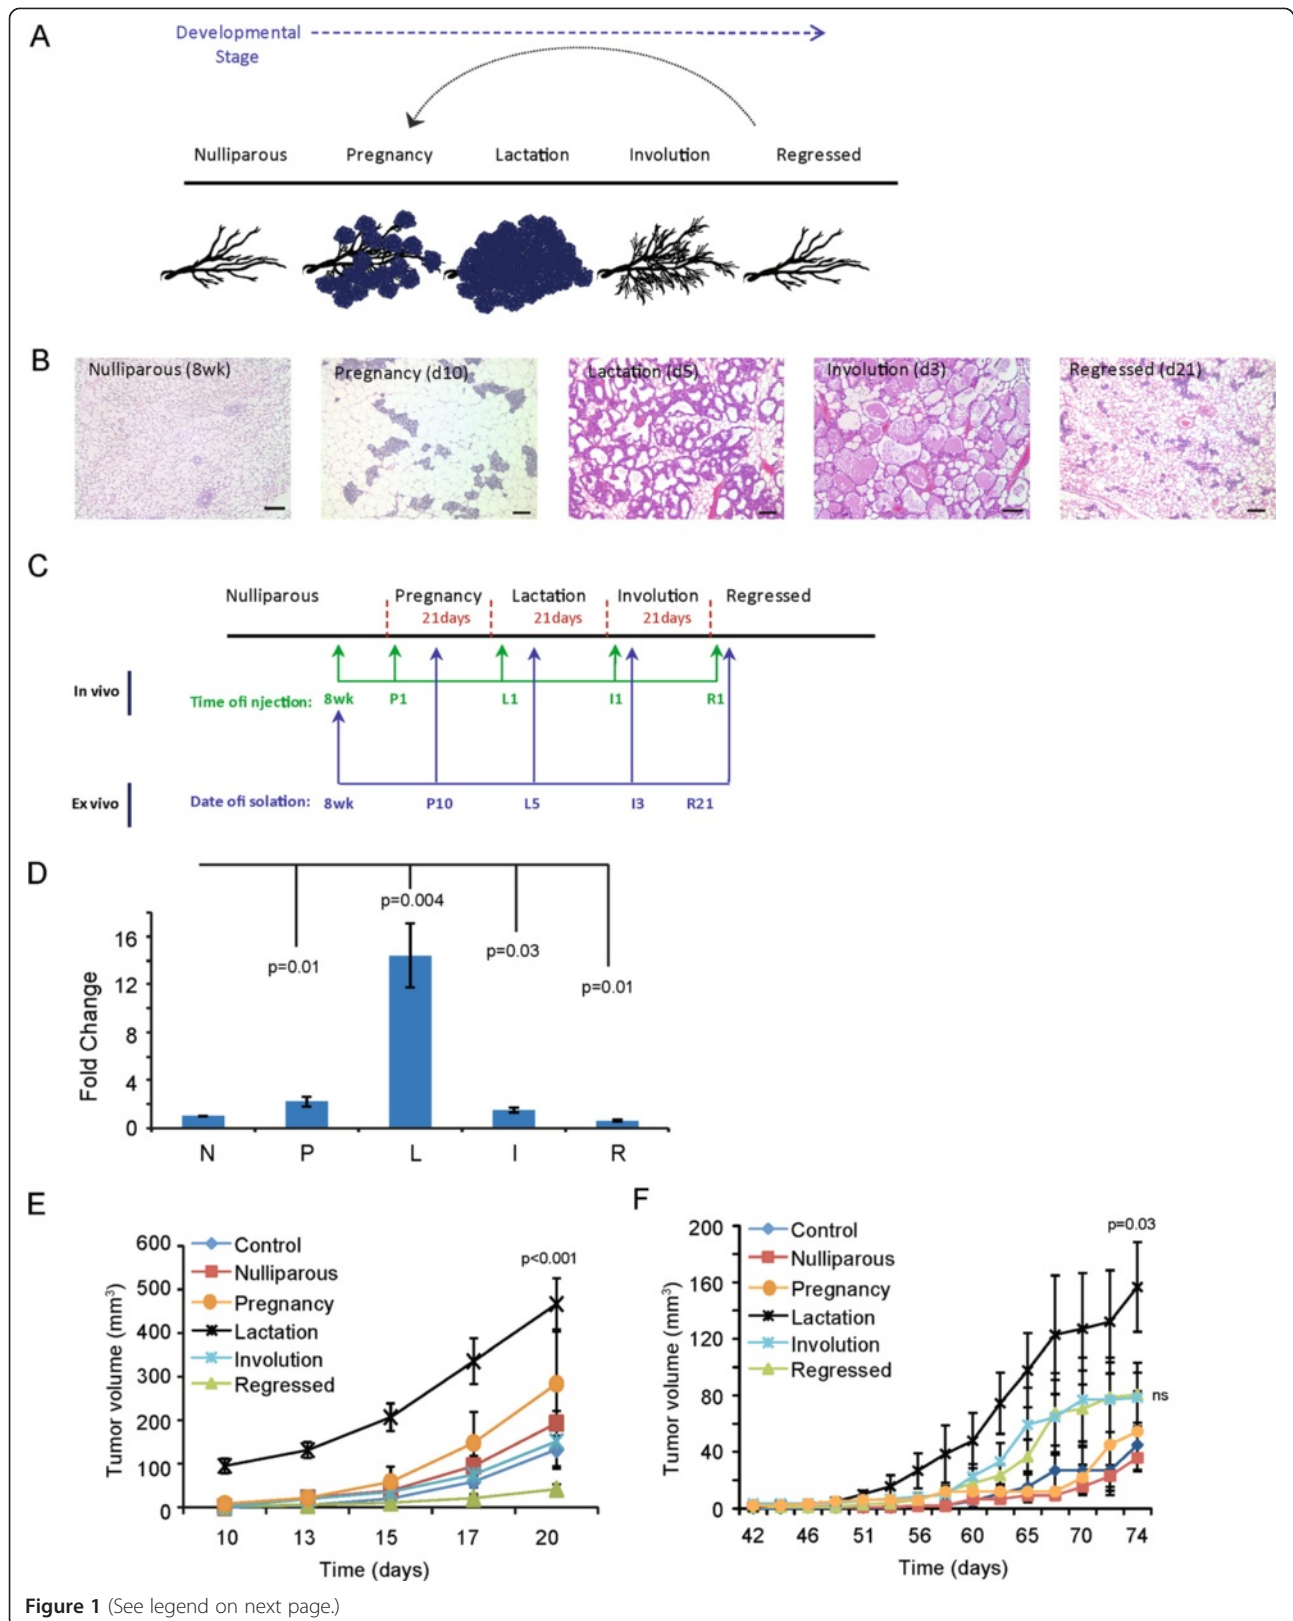 A
Developmental
Stage
Nulliparous Pregnancy Lactation Involution Regressed
B
Nulliparous (8wk) Pregnancy (d10) Lactation (d5) Involution (d3) Regressed (d21)
C
Nulliparous Pregnancy Lactation Involution Regressed
21days 21days 21days
In vivo
Time ofi njection: 8wk P1 L1 I1 R1
Ex vivo
Date ofi solation: 8wk P10 L5 I3 R21
D
p=0.004
p=0.03
p=0.01
p=0.01
Fold Change
16
12
8
4
0
N P L I R
E
Tumor volume (mm³)
600
500
400
300
200
100
0
Control
Nulliparous
Pregnancy
Lactation
Involution
Regressed
p<0.001
10 13 15 17 20
Time (days)
F
Tumor volume (mm³)
200
160
120
80
40
0
Control
Nulliparous
Pregnancy
Lactation
Involution
Regressed
p=0.03
ns
42 46 51 56 60 65 70 74
Time (days)
Figure 1 (See legend on next page.)